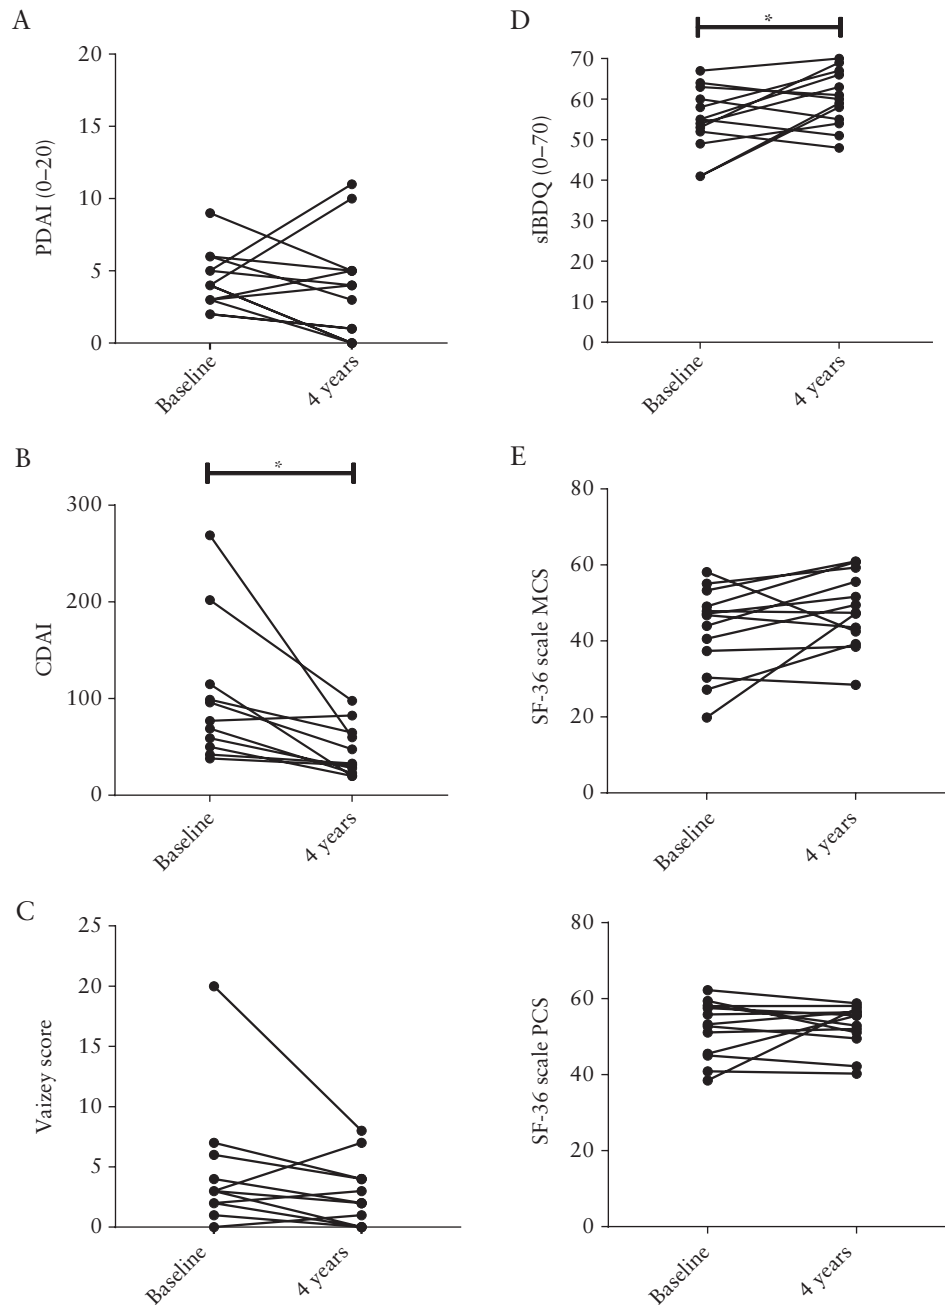 A
PDAI (0–20)
20
15
10
5
0
Baseline
4 years
B
*
CDAI
300
200
100
0
Baseline
4 years
C
Vaizey score
25
20
15
10
5
0
Baseline
4 years
D
*
sIBDQ (0–70)
70
60
50
40
30
20
10
0
Baseline
4 years
E
SF-36 scale MCS
80
60
40
20
0
Baseline
4 years
SF-36 scale PCS
80
60
40
20
0
Baseline
4 years